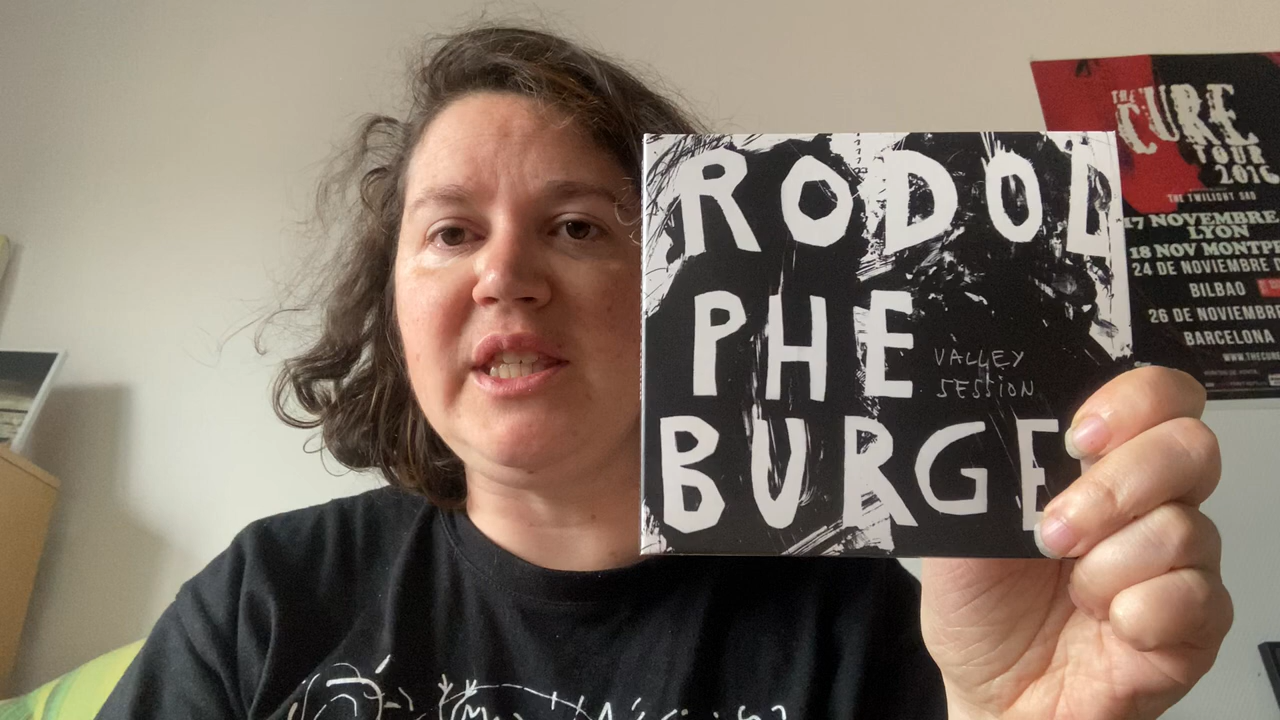 RODOL
PHE
VALLEY
SESSION
BURGE
THE CURE
TOUR
2016
THE TWILIGHT SAD
17 NOVEMBRE
LYON
18 NOV MONTP
24 DE NOVIEMBRE D
BILBAO
26 DE NOVIEMBRE
BARCELONA
WWW.THECURE